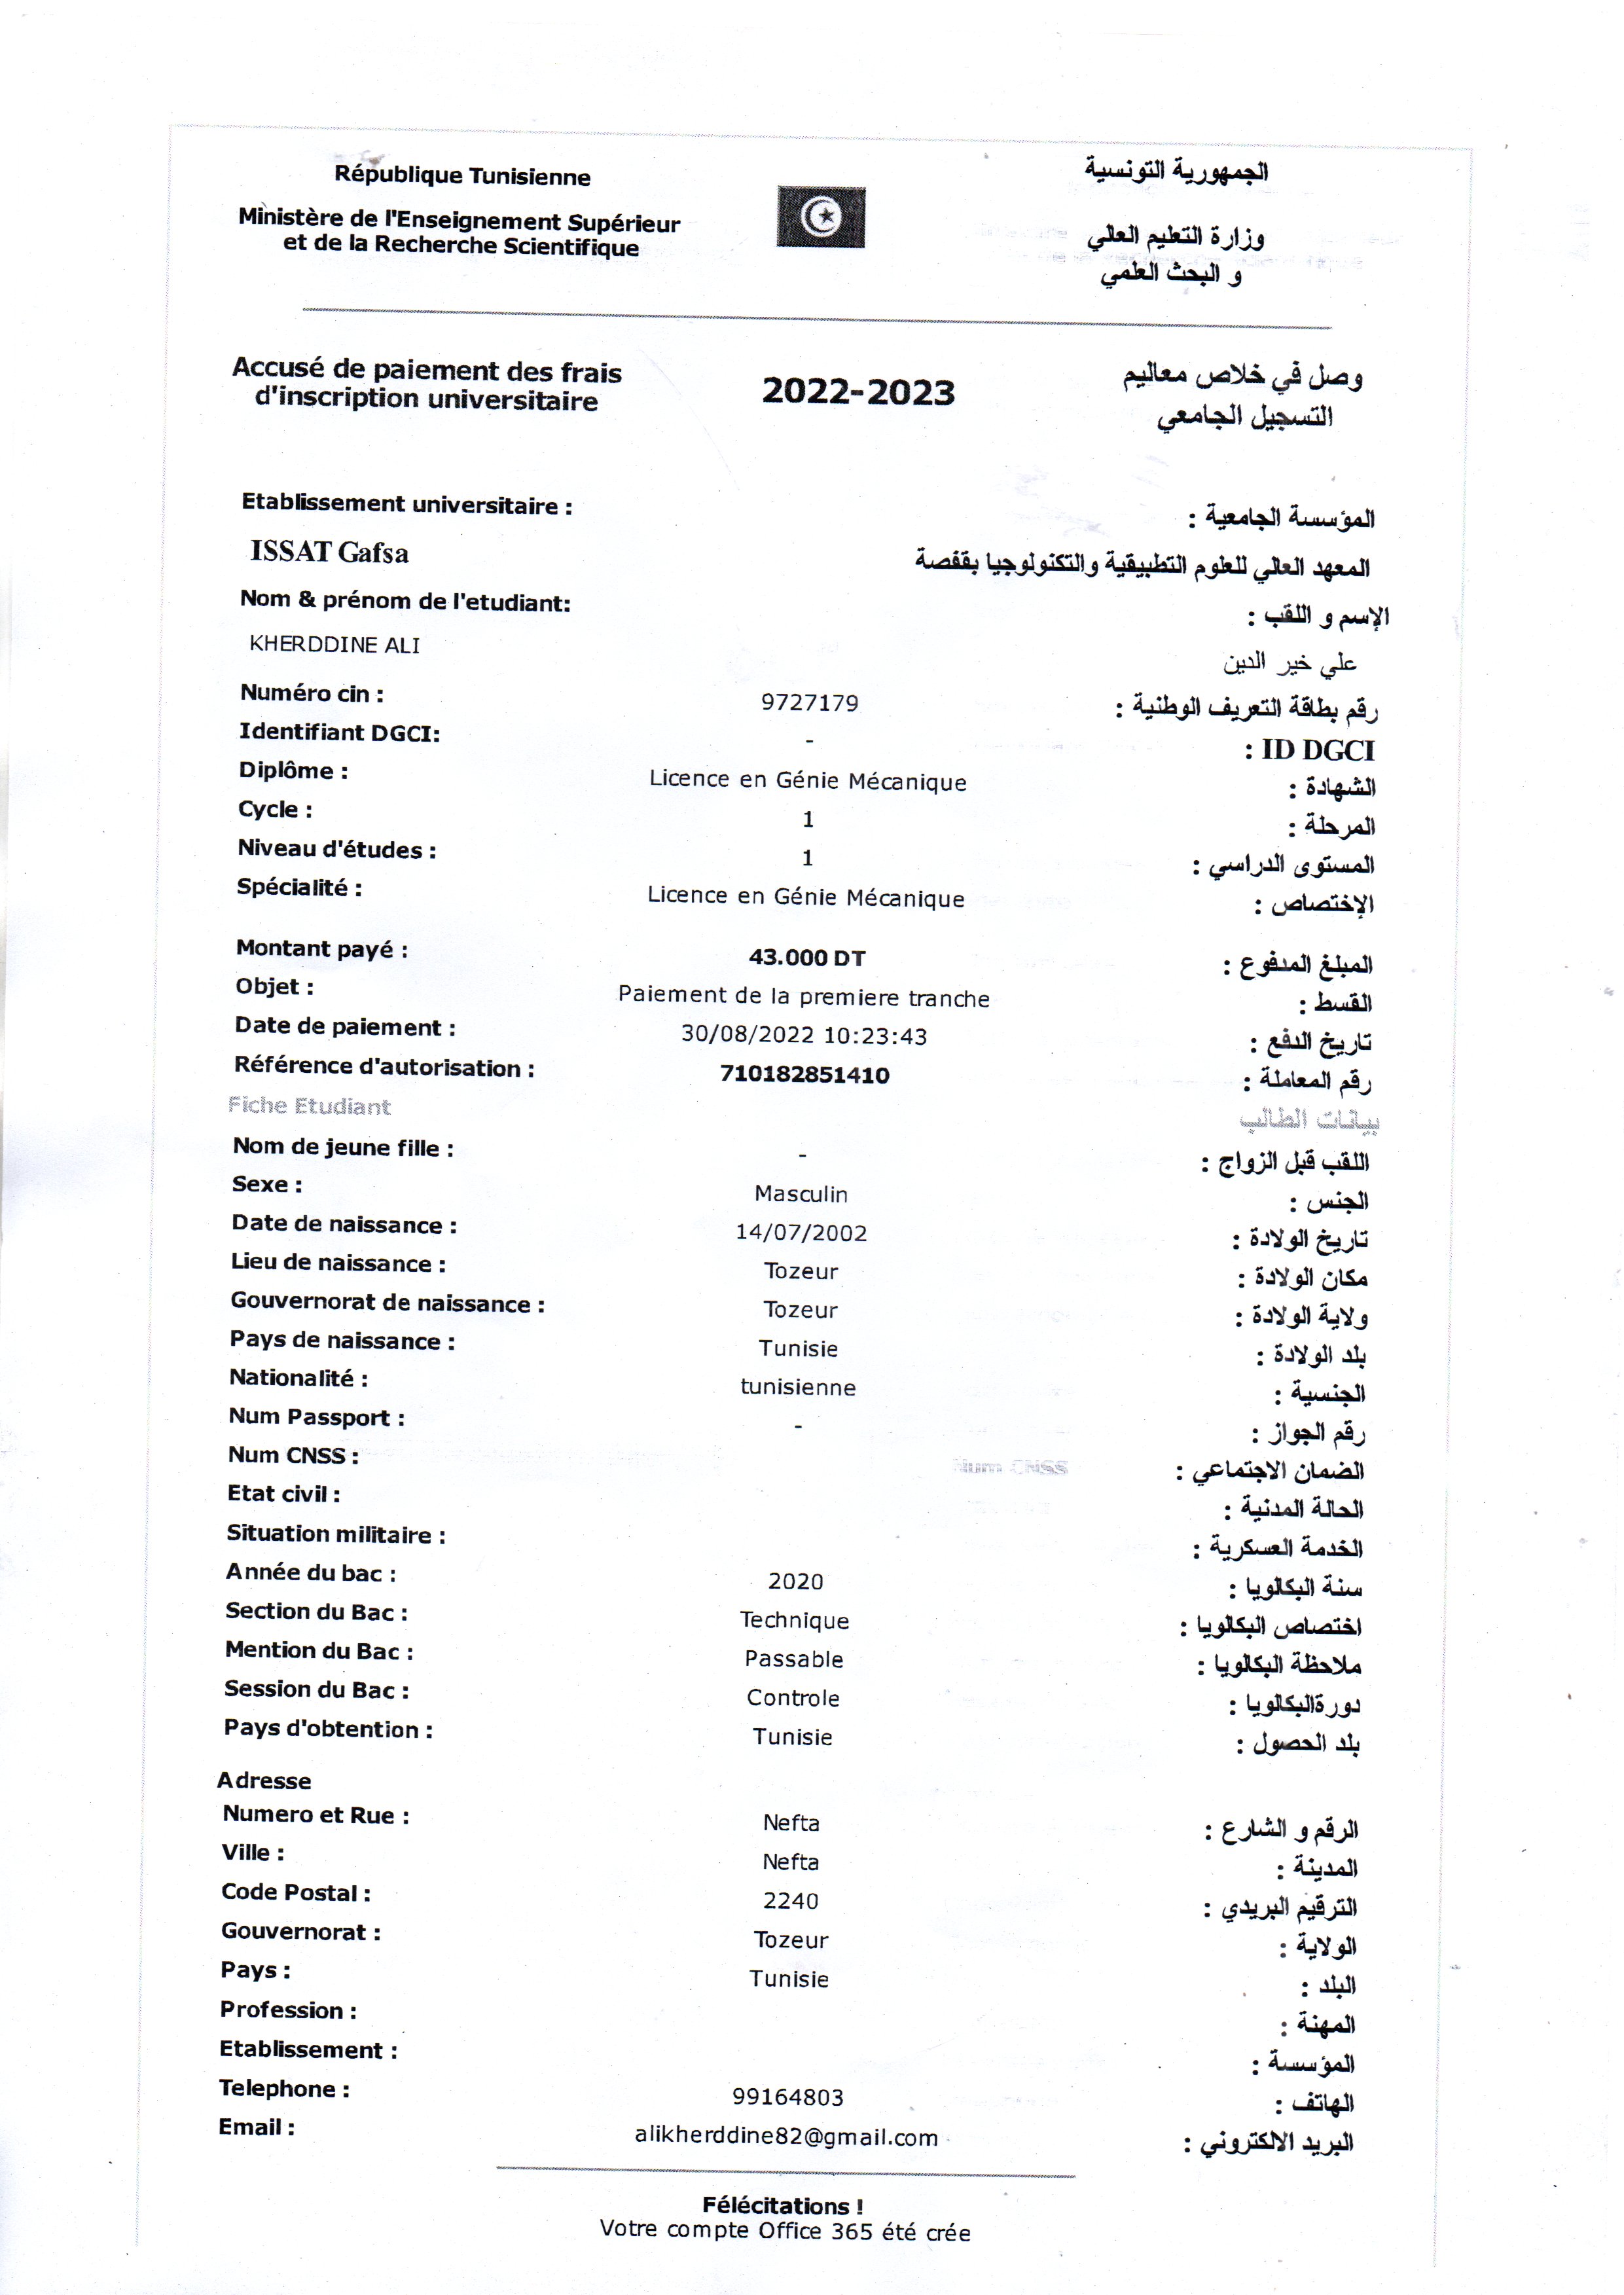 République Tunisienne
الجمهورية التونسية
Ministère de l'Enseignement Supérieur
et de la Recherche Scientifique
وزارة التعليم العالي
و البحث العلمي
Accusé de paiement des frais
d'inscription universitaire
2022-2023
وصل في خلاص معاليم
التسجيل الجامعي
Etablissement universitaire :
المؤسسة الجامعية :
ISSAT Gafsa
المعهد العالي للعلوم التطبيقية والتكنولوجيا بقفصة
Nom & prénom de l'etudiant:
الإسم و اللقب :
KHERDDINE ALI
علي خير الدين
Numéro cin : 9727179 رقم بطاقة التعريف الوطنية :
Identifiant DGCI: - ID DGCI :
Diplôme : Licence en Génie Mécanique الشهادة :
Cycle : 1 المرحلة :
Niveau d'études : 1 المستوى الدراسي :
Spécialité : Licence en Génie Mécanique الإختصاص :
Montant payé : 43.000 DT المبلغ المدفوع :
Objet : Paiement de la premiere tranche القسط :
Date de paiement : 30/08/2022 10:23:43 تاريخ الدفع :
Référence d'autorisation : 710182851410 رقم المعاملة :
Fiche Etudiant بيانات الطالب
Nom de jeune fille : - اللقب قبل الزواج :
Sexe : Masculin الجنس :
Date de naissance : 14/07/2002 تاريخ الولادة :
Lieu de naissance : Tozeur مكان الولادة :
Gouvernorat de naissance : Tozeur ولاية الولادة :
Pays de naissance : Tunisie بلد الولادة :
Nationalité : tunisienne الجنسية :
Num Passport : - رقم الجواز :
Num CNSS : Num CNSS الضمان الاجتماعي :
Etat civil : الحالة المدنية :
Situation militaire : الخدمة العسكرية :
Année du bac : 2020 سنة البكالويا :
Section du Bac : Technique اختصاص البكالويا :
Mention du Bac : Passable ملاحظة البكالويا :
Session du Bac : Controle دورةالبكالويا :
Pays d'obtention : Tunisie بلد الحصول :
Adresse
Numero et Rue : Nefta الرقم و الشارع :
Ville : Nefta المدينة :
Code Postal : 2240 الترقيم البريدي :
Gouvernorat : Tozeur الولاية :
Pays : Tunisie البلد :
Profession : المهنة :
Etablissement : المؤسسة :
Telephone : 99164803 الهاتف :
Email : alikherddine82@gmail.com البريد الالكتروني :
Félécitations !
Votre compte Office 365 été crée